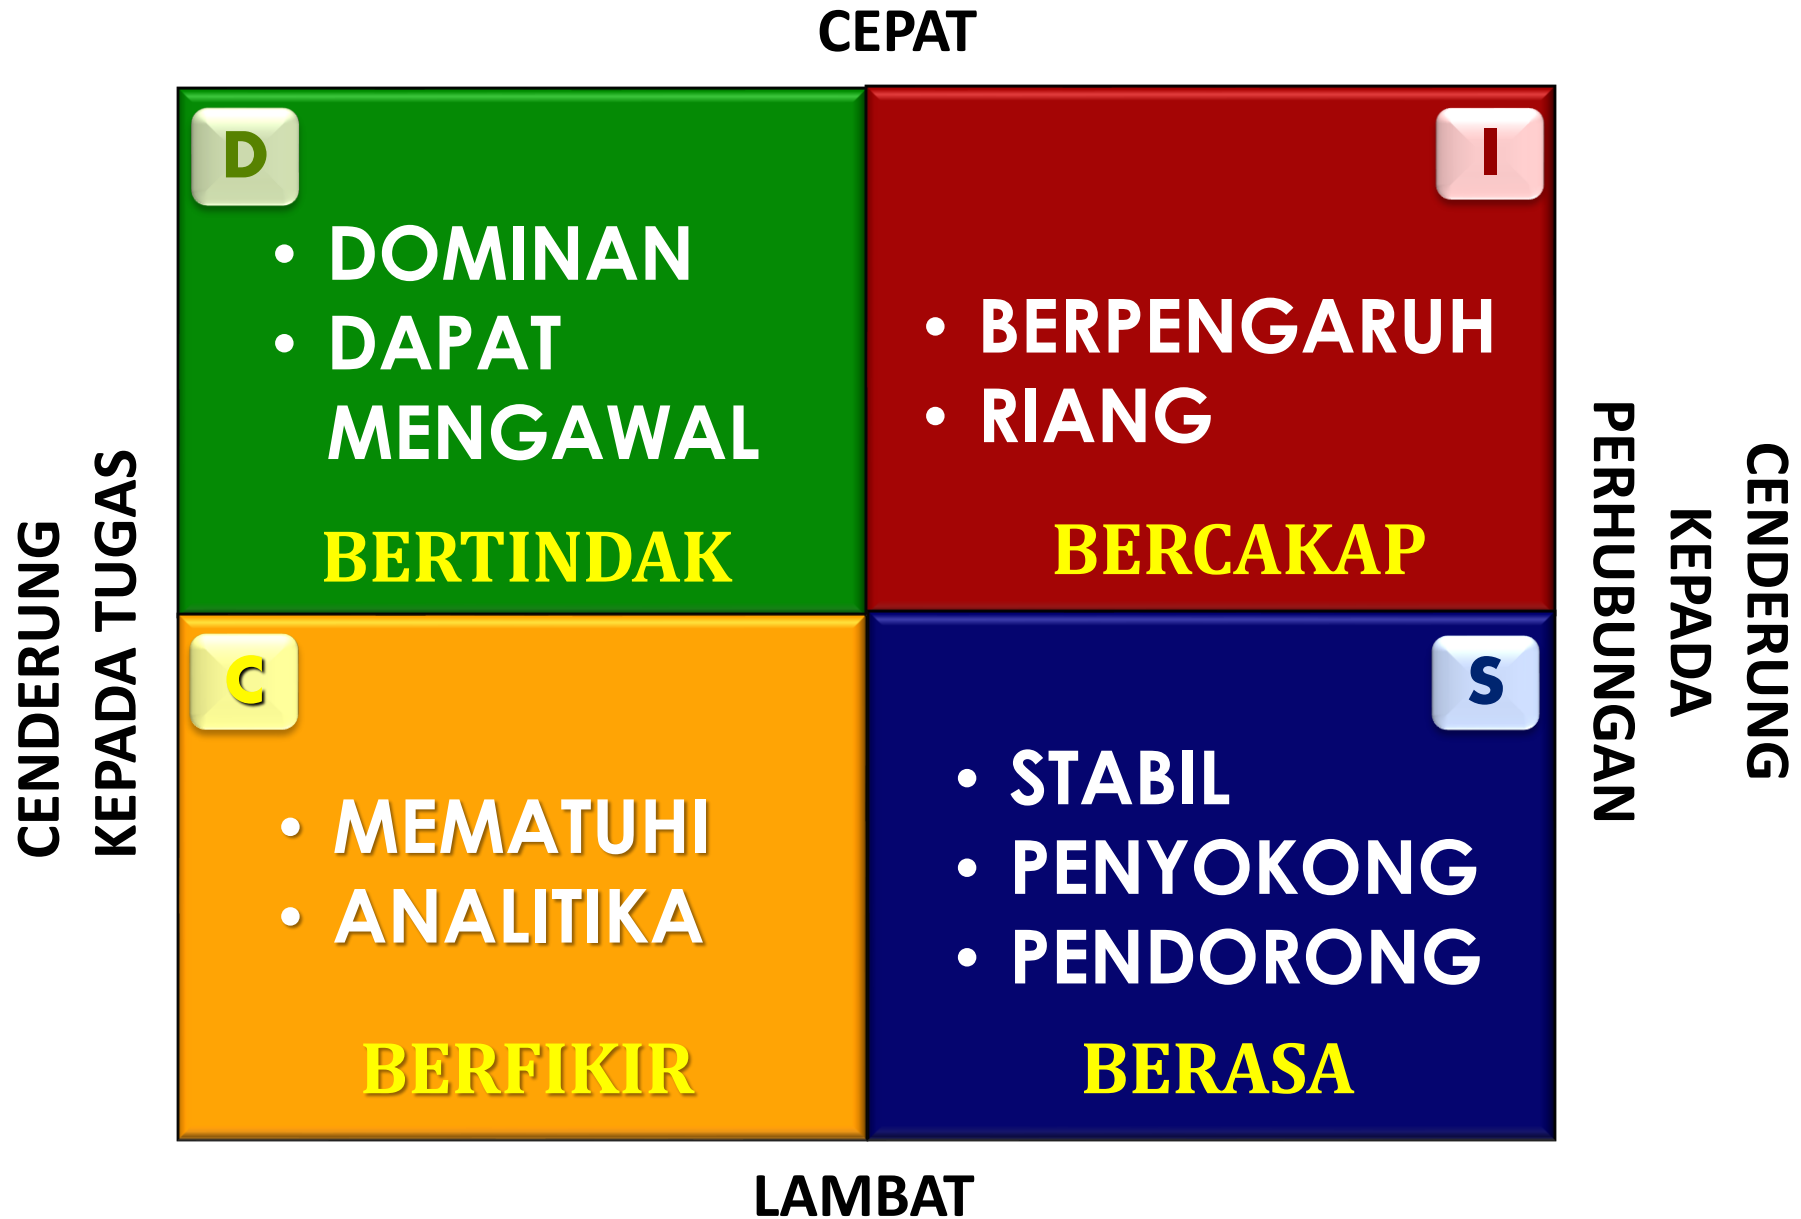 CEPAT
D
• DOMINAN
• DAPAT
MENGAWAL
BERTINDAK
I
• BERPENGARUH
• RIANG
BERCAKAP
CENDERUNG
KEPADA TUGAS
CENDERUNG
KEPADA
PERHUBUNGAN
C
• MEMATUHI
• ANALITIKA
BERFIKIR
S
• STABIL
• PENYOKONG
• PENDORONG
BERASA
LAMBAT